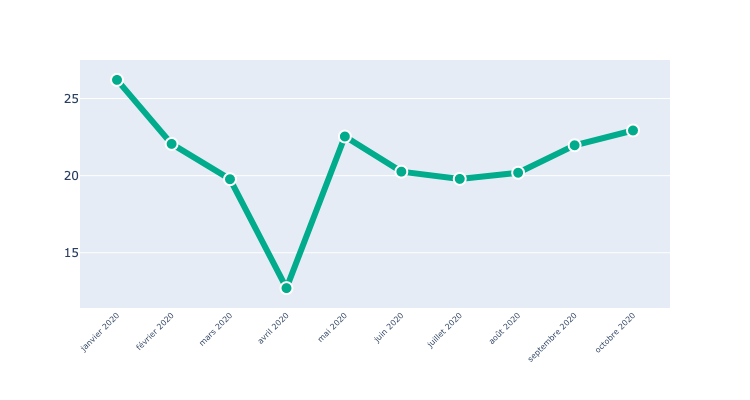 25
20
15
janvier 2020
février 2020
mars 2020
avril 2020
mai 2020
juin 2020
juillet 2020
août 2020
septembre 2020
octobre 2020